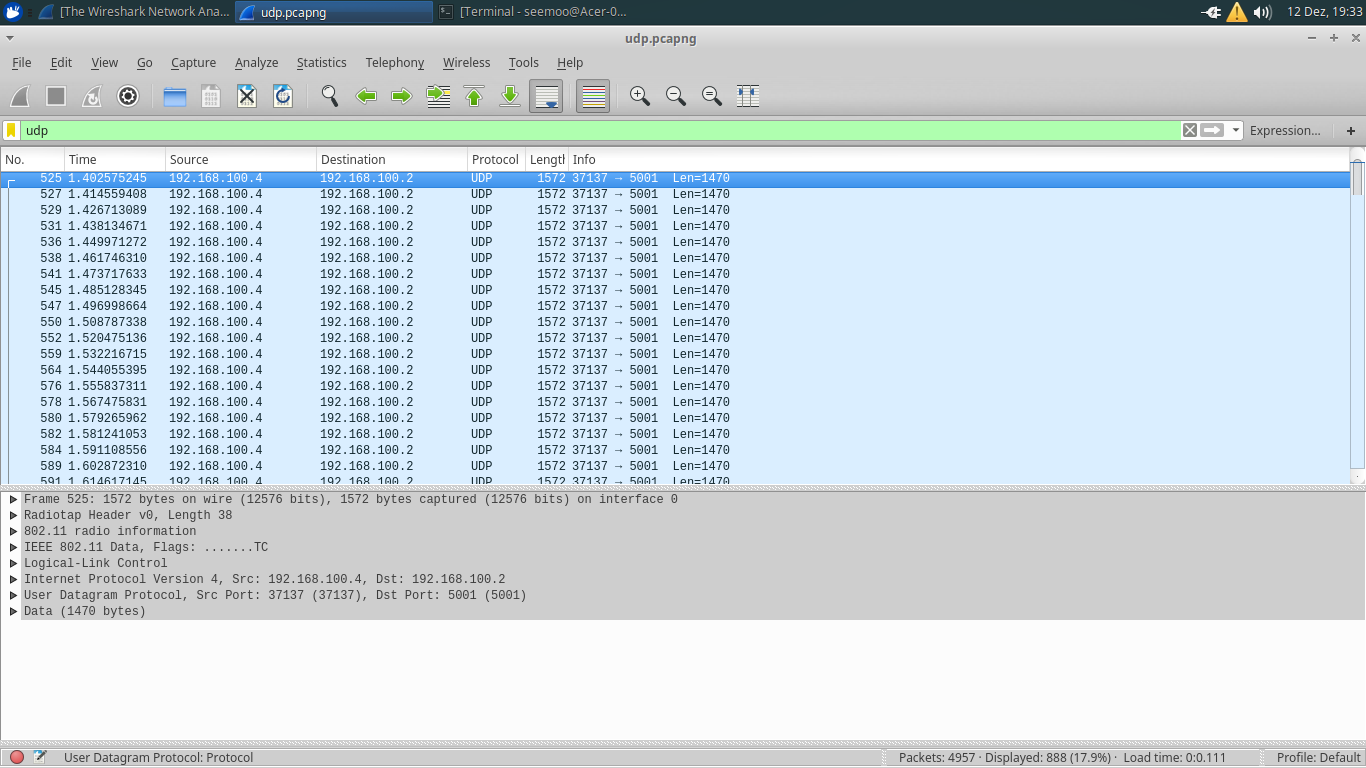 [The Wireshark Network Ana... udp.pcapng [Terminal - seemoo@Acer-0... 12 Dez, 19:33
udp.pcapng
File Edit View Go Capture Analyze Statistics Telephony Wireless Tools Help
udp Expression... +
No. Time Source Destination Protocol Length Info
525 1.402575245 192.168.100.4 192.168.100.2 UDP 1572 37137 → 5001 Len=1470
527 1.414559408 192.168.100.4 192.168.100.2 UDP 1572 37137 → 5001 Len=1470
529 1.426713089 192.168.100.4 192.168.100.2 UDP 1572 37137 → 5001 Len=1470
531 1.438134671 192.168.100.4 192.168.100.2 UDP 1572 37137 → 5001 Len=1470
536 1.449971272 192.168.100.4 192.168.100.2 UDP 1572 37137 → 5001 Len=1470
538 1.461746310 192.168.100.4 192.168.100.2 UDP 1572 37137 → 5001 Len=1470
541 1.473717633 192.168.100.4 192.168.100.2 UDP 1572 37137 → 5001 Len=1470
545 1.485128345 192.168.100.4 192.168.100.2 UDP 1572 37137 → 5001 Len=1470
547 1.496998664 192.168.100.4 192.168.100.2 UDP 1572 37137 → 5001 Len=1470
550 1.508787338 192.168.100.4 192.168.100.2 UDP 1572 37137 → 5001 Len=1470
552 1.520475136 192.168.100.4 192.168.100.2 UDP 1572 37137 → 5001 Len=1470
559 1.532216715 192.168.100.4 192.168.100.2 UDP 1572 37137 → 5001 Len=1470
564 1.544055395 192.168.100.4 192.168.100.2 UDP 1572 37137 → 5001 Len=1470
576 1.555837311 192.168.100.4 192.168.100.2 UDP 1572 37137 → 5001 Len=1470
578 1.567475831 192.168.100.4 192.168.100.2 UDP 1572 37137 → 5001 Len=1470
580 1.579265962 192.168.100.4 192.168.100.2 UDP 1572 37137 → 5001 Len=1470
582 1.581241053 192.168.100.4 192.168.100.2 UDP 1572 37137 → 5001 Len=1470
584 1.591108556 192.168.100.4 192.168.100.2 UDP 1572 37137 → 5001 Len=1470
589 1.602872310 192.168.100.4 192.168.100.2 UDP 1572 37137 → 5001 Len=1470
591 1.614617145 192.168.100.4 192.168.100.2 UDP 1572 37137 → 5001 Len=1470
Frame 525: 1572 bytes on wire (12576 bits), 1572 bytes captured (12576 bits) on interface 0
Radiotap Header v0, Length 38
802.11 radio information
IEEE 802.11 Data, Flags: .......TC
Logical-Link Control
Internet Protocol Version 4, Src: 192.168.100.4, Dst: 192.168.100.2
User Datagram Protocol, Src Port: 37137 (37137), Dst Port: 5001 (5001)
Data (1470 bytes)
User Datagram Protocol: Protocol Packets: 4957 · Displayed: 888 (17.9%) · Load time: 0:0.111 Profile: Default